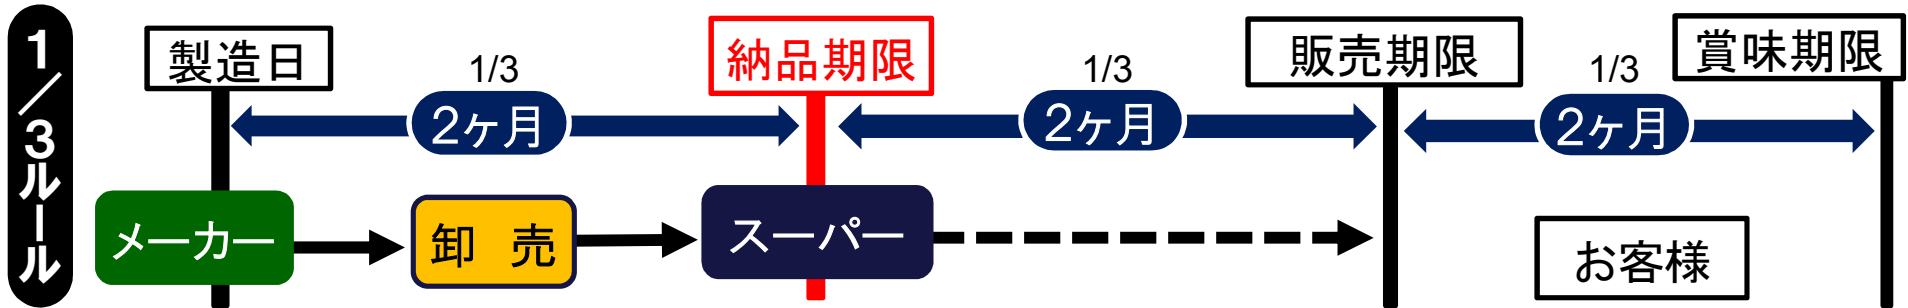 1/3ルール
製造日
1/3
2ヶ月
納品期限
1/3
2ヶ月
販売期限
1/3
2ヶ月
賞味期限
メーカー
卸 売
スーパー
お客様